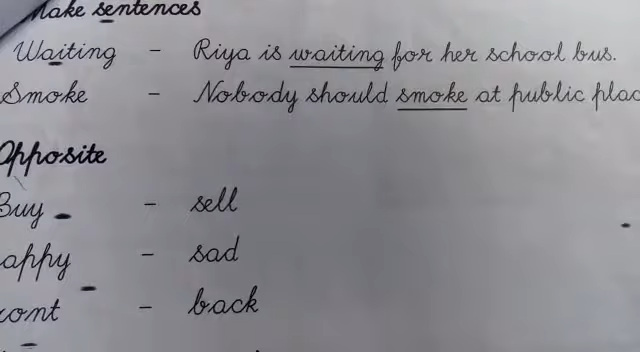 Make sentences
Waiting - Riya is waiting for her school bus.
Smoke - Nobody should smoke at public plac
Opposite
Buy - sell
appy - sad
ront - back